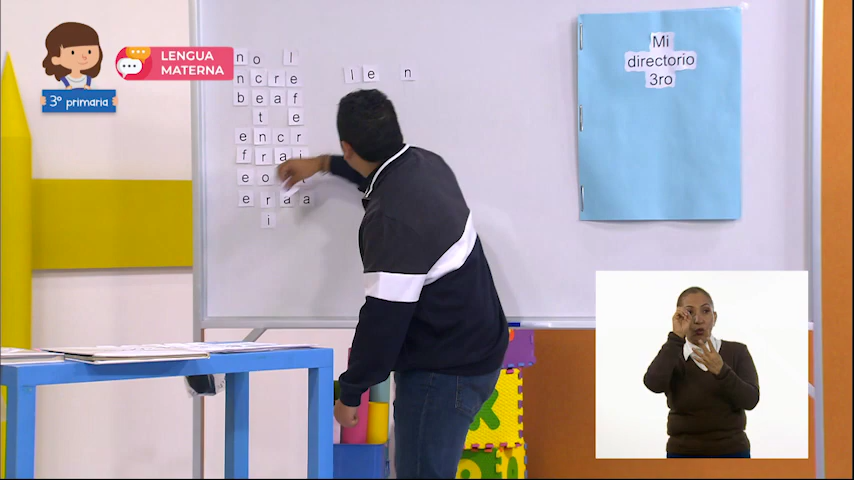 LENGUA
MATERNA
3° primaria
n o l
n c r e
b e a f
t e
e n c r
f r a i
e o
e r a a
i
l e n
Mi
directorio
3ro